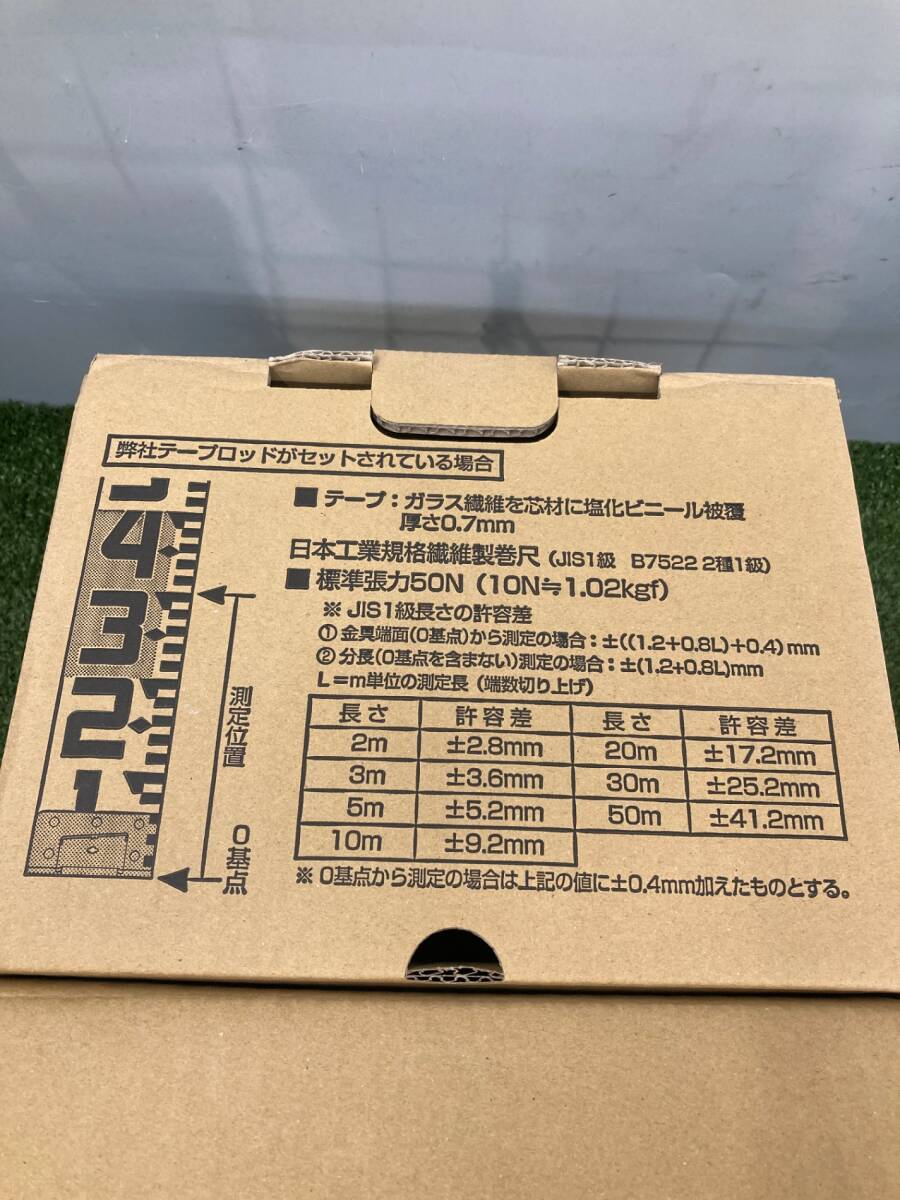 弊社テープロッドがセットされている場合
■ テープ：ガラス繊維を芯材に塩化ビニール被覆
厚さ0.7mm
日本工業規格繊維製巻尺（JIS1級 B7522 2種1級）
■ 標準張力50N（10N≒1.02kgf）
※ JIS1級長さの許容差
① 金具端面(0基点)から測定の場合：±((1.2+0.8L)+0.4)mm
② 分長(0基点を含まない)測定の場合：±(1.2+0.8L)mm
L＝m単位の測定長（端数切り上げ）
長さ 許容差 長さ 許容差
2m ±2.8mm 20m ±17.2mm
3m ±3.6mm 30m ±25.2mm
5m ±5.2mm 50m ±41.2mm
10m ±9.2mm
※ 0基点から測定の場合は上記の値に±0.4mm加えたものとする。
4
3
2
1
測定位置
0基点